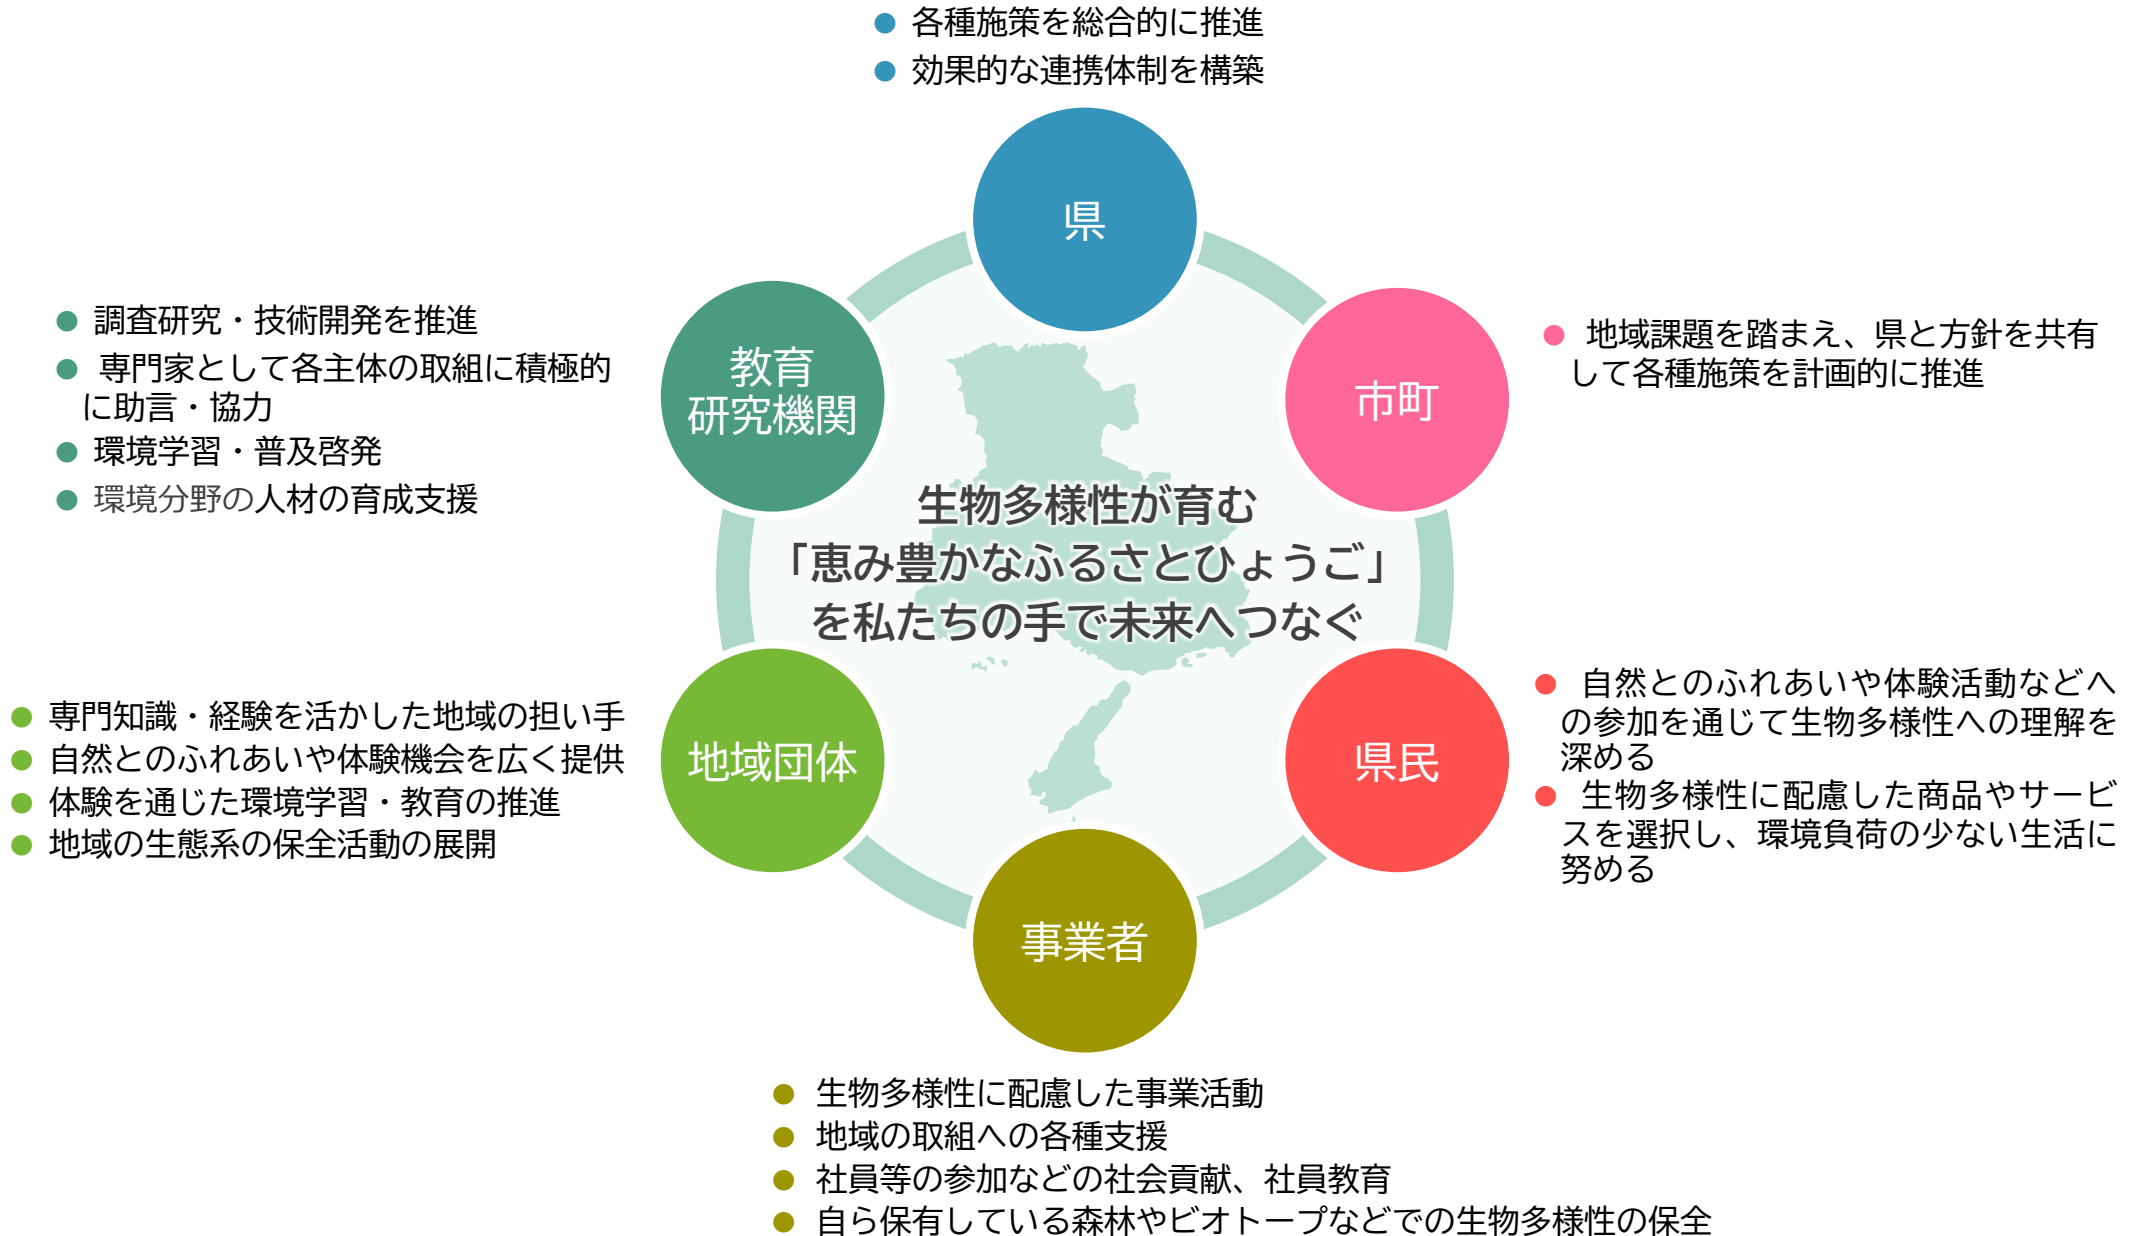 ● 各種施策を総合的に推進
● 効果的な連携体制を構築
県
● 調査研究・技術開発を推進
● 専門家として各主体の取組に積極的
に助言・協力
● 環境学習・普及啓発
● 環境分野の人材の育成支援
教育
研究機関
市町
● 地域課題を踏まえ、県と方針を共有
して各種施策を計画的に推進
生物多様性が育む
「恵み豊かなふるさとひょうご」
を私たちの手で未来へつなぐ
● 専門知識・経験を活かした地域の担い手
● 自然とのふれあいや体験機会を広く提供
● 体験を通じた環境学習・教育の推進
● 地域の生態系の保全活動の展開
地域団体
県民
● 自然とのふれあいや体験活動などへ
の参加を通じて生物多様性への理解を
深める
● 生物多様性に配慮した商品やサービ
スを選択し、環境負荷の少ない生活に
努める
事業者
● 生物多様性に配慮した事業活動
● 地域の取組への各種支援
● 社員等の参加などの社会貢献、社員教育
● 自ら保有している森林やビオトープなどでの生物多様性の保全